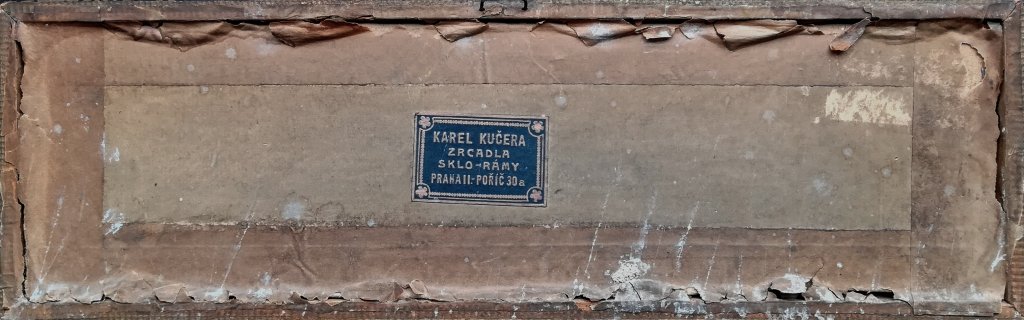 KAREL KUČERA
ZRCADLA
SKLO-RÁMY
PRAHA II.-POŘÍČ 30 a.